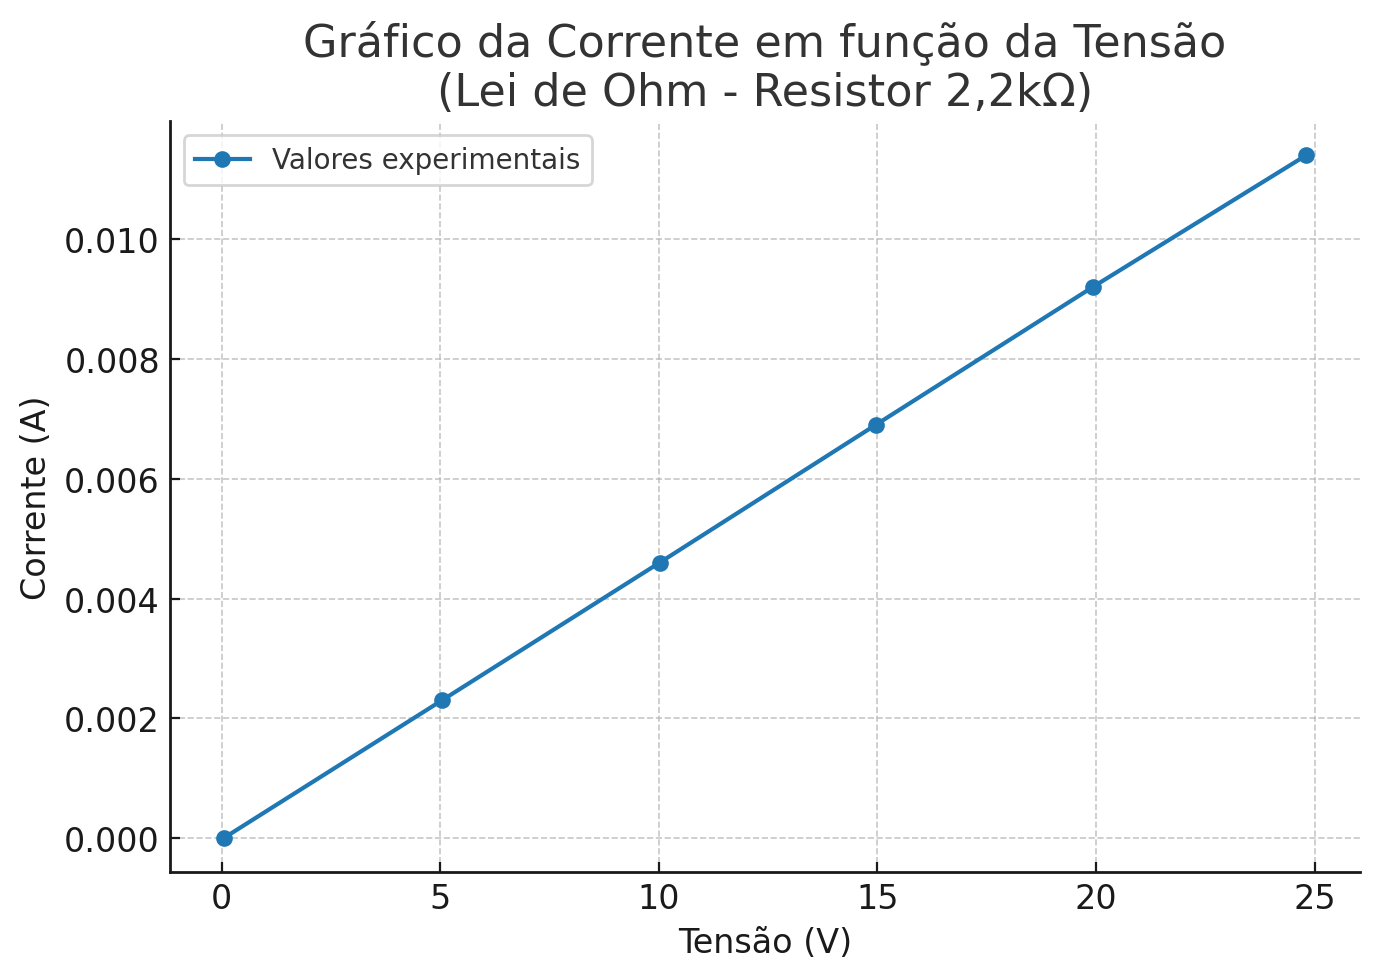 Gráfico da Corrente em função da Tensão
(Lei de Ohm - Resistor 2,2kΩ)
Valores experimentais
Corrente (A)
0.010
0.008
0.006
0.004
0.002
0.000
0 5 10 15 20 25
Tensão (V)